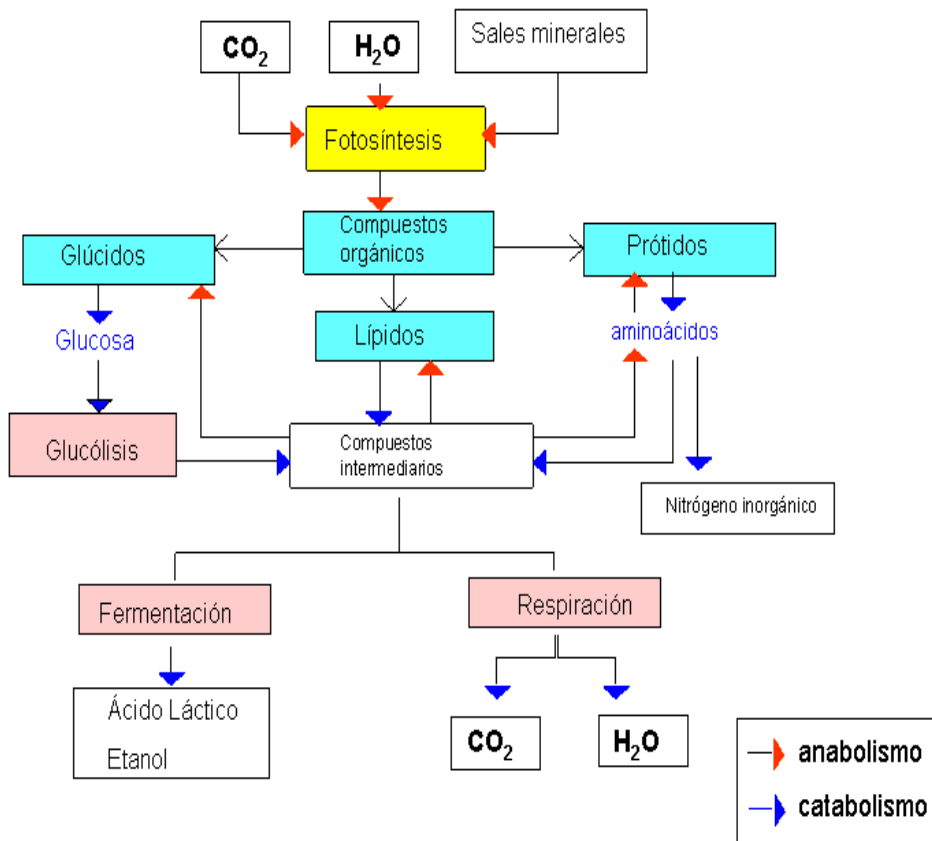 CO₂
H₂O
Sales minerales
Fotosíntesis
Compuestos
orgánicos
Glúcidos
Prótidos
Glucosa
Lípidos
aminoácidos
Glucólisis
Compuestos
intermediarios
Nitrógeno inorgánico
Fermentación
Respiración
Ácido Láctico
Etanol
CO₂
H₂O
anabolismo
catabolismo